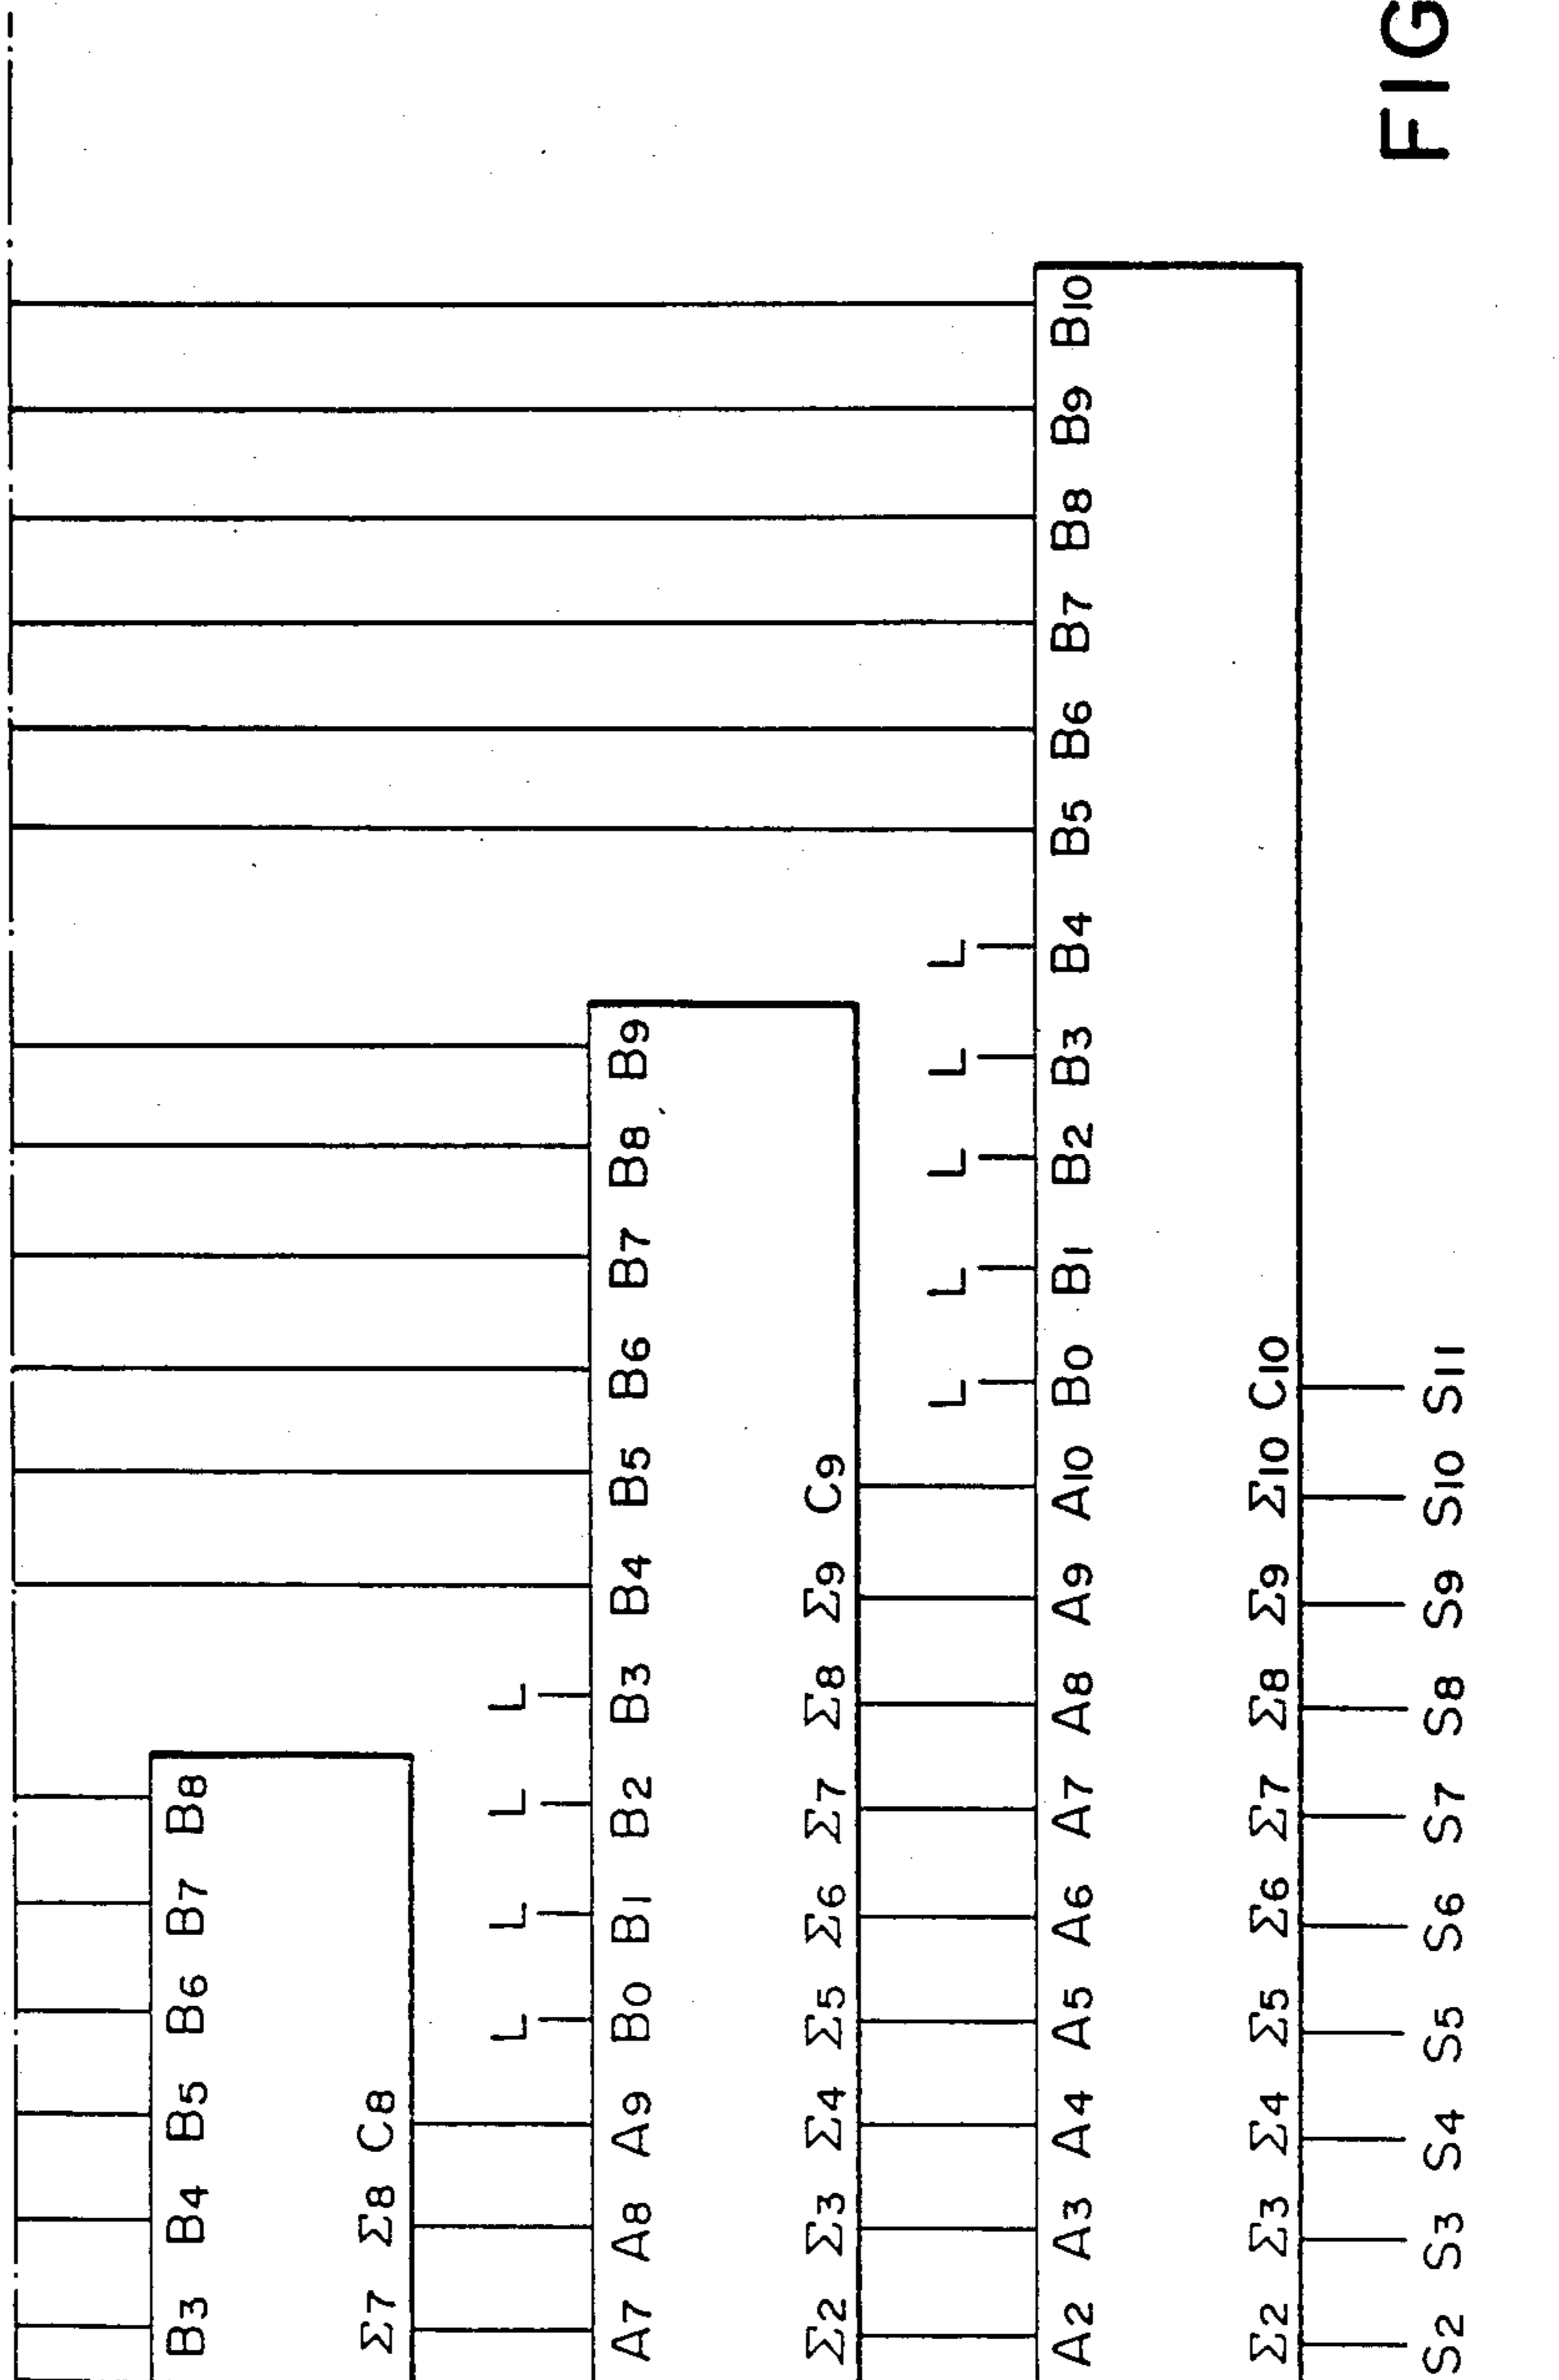 B3 B4 B5 B6 B7 B8
Σ7 Σ8 C8
L L L L
A7 A8 A9 B0 B1 B2 B3 B4 B5 B6 B7 B8 B9
Σ2 Σ3 Σ4 Σ5 Σ6 Σ7 Σ8 Σ9 C9
L L L L L
A2 A3 A4 A5 A6 A7 A8 A9 A10 B0 B1 B2 B3 B4 B5 B6 B7 B8 B9 B10
Σ2 Σ3 Σ4 Σ5 Σ6 Σ7 Σ8 Σ9 Σ10 C10
S2 S3 S4 S5 S6 S7 S8 S9 S10 S11
FIG